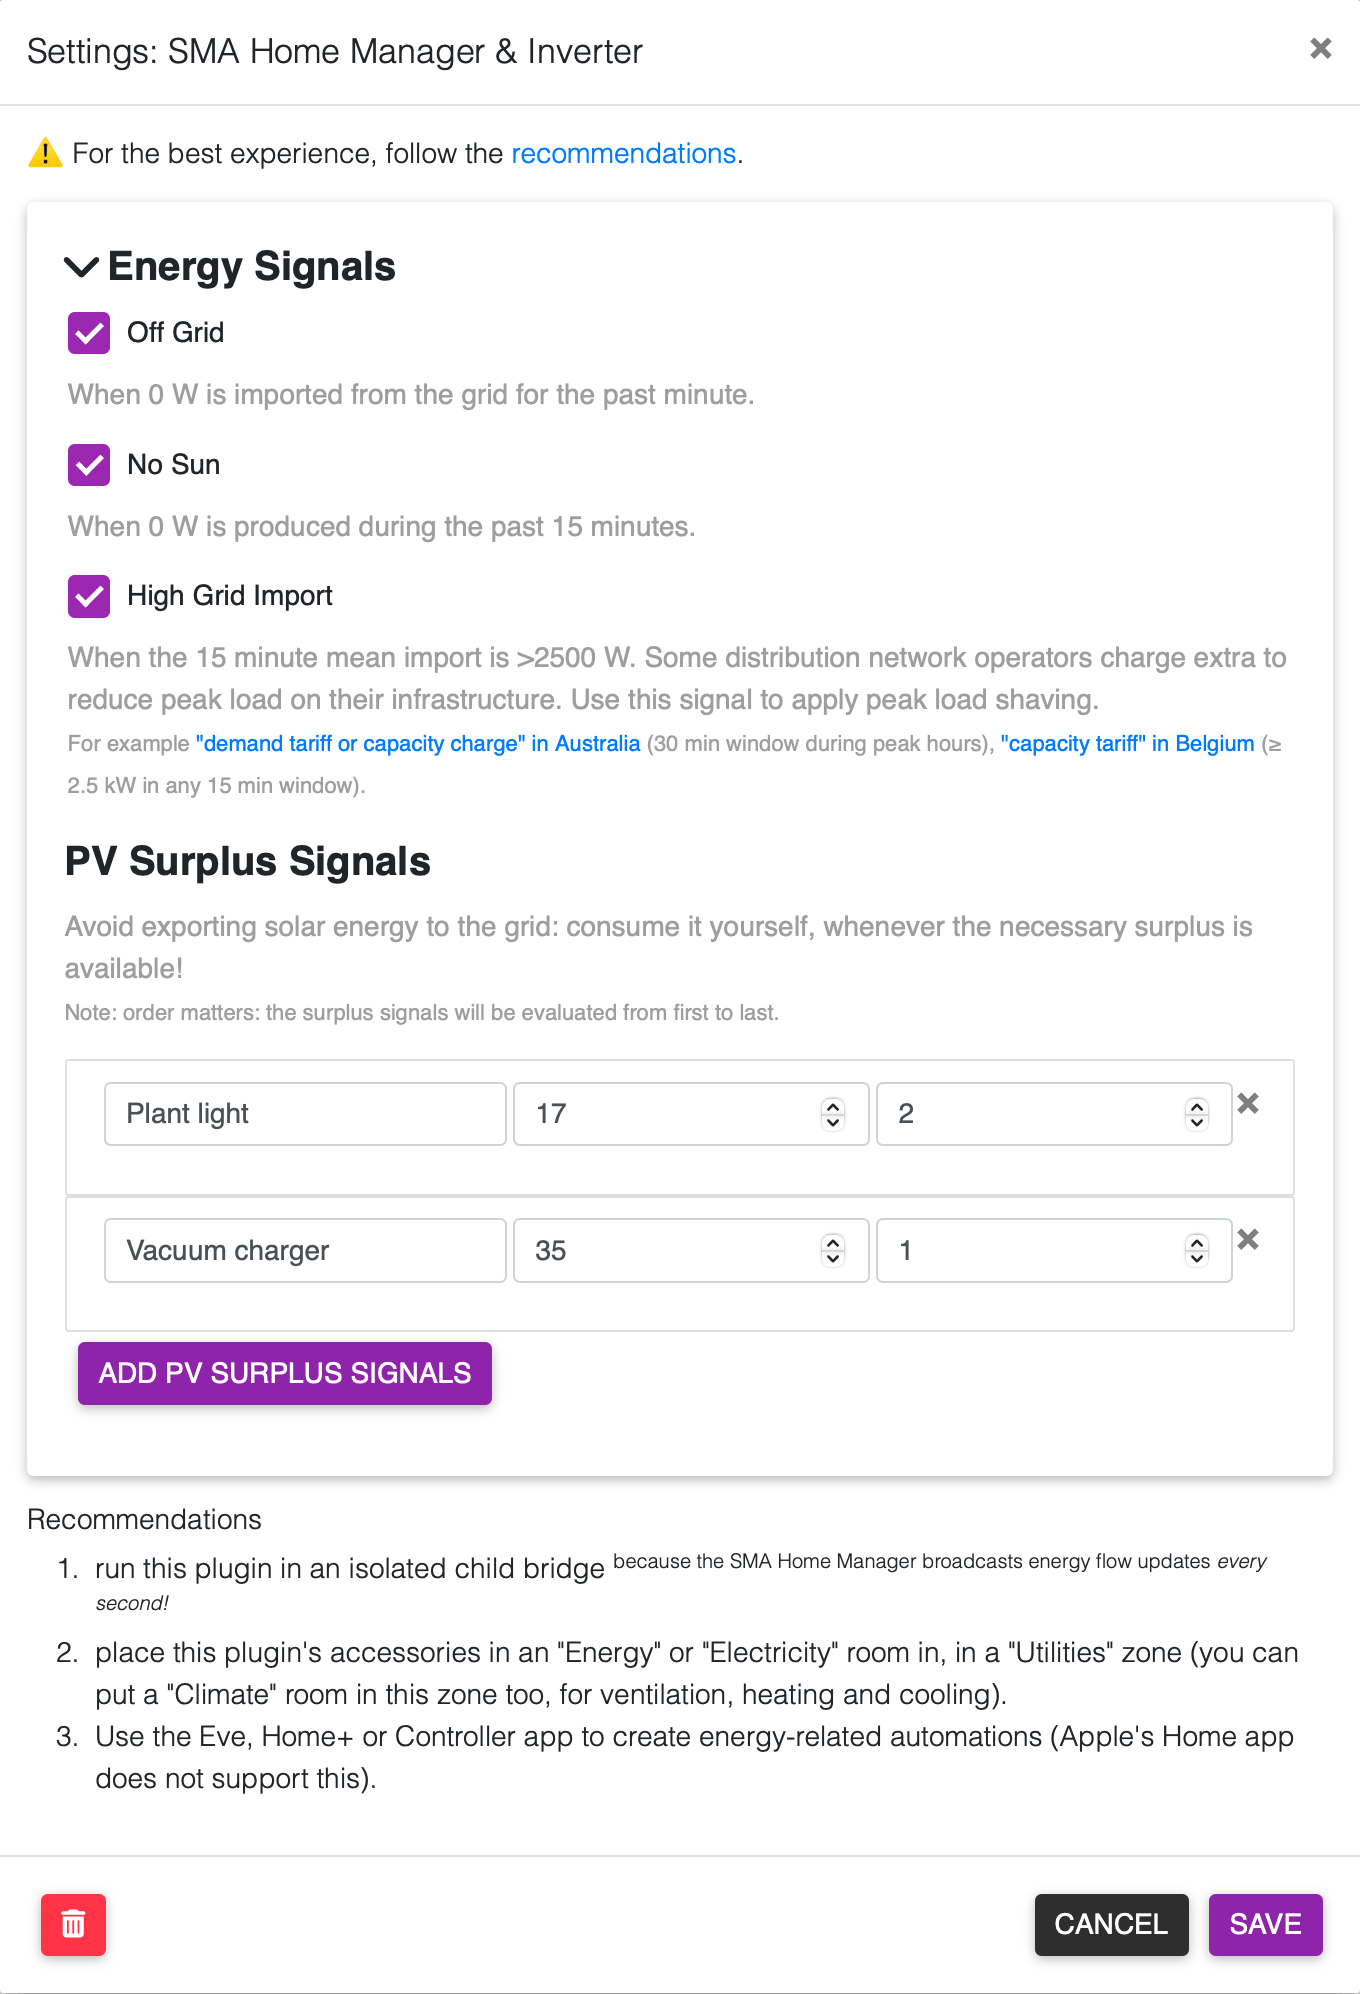 Settings: SMA Home Manager & Inverter
⚠️ For the best experience, follow the recommendations.
Energy Signals
Off Grid
When 0 W is imported from the grid for the past minute.
No Sun
When 0 W is produced during the past 15 minutes.
High Grid Import
When the 15 minute mean import is >2500 W. Some distribution network operators charge extra to
reduce peak load on their infrastructure. Use this signal to apply peak load shaving.
For example "demand tariff or capacity charge" in Australia (30 min window during peak hours), "capacity tariff" in Belgium (≥
2.5 kW in any 15 min window).
PV Surplus Signals
Avoid exporting solar energy to the grid: consume it yourself, whenever the necessary surplus is
available!
Note: order matters: the surplus signals will be evaluated from first to last.
Plant light 17 2
Vacuum charger 35 1
ADD PV SURPLUS SIGNALS
Recommendations
1. run this plugin in an isolated child bridge because the SMA Home Manager broadcasts energy flow updates every
second!
2. place this plugin's accessories in an "Energy" or "Electricity" room in, in a "Utilities" zone (you can
put a "Climate" room in this zone too, for ventilation, heating and cooling).
3. Use the Eve, Home+ or Controller app to create energy-related automations (Apple's Home app
does not support this).
CANCEL SAVE